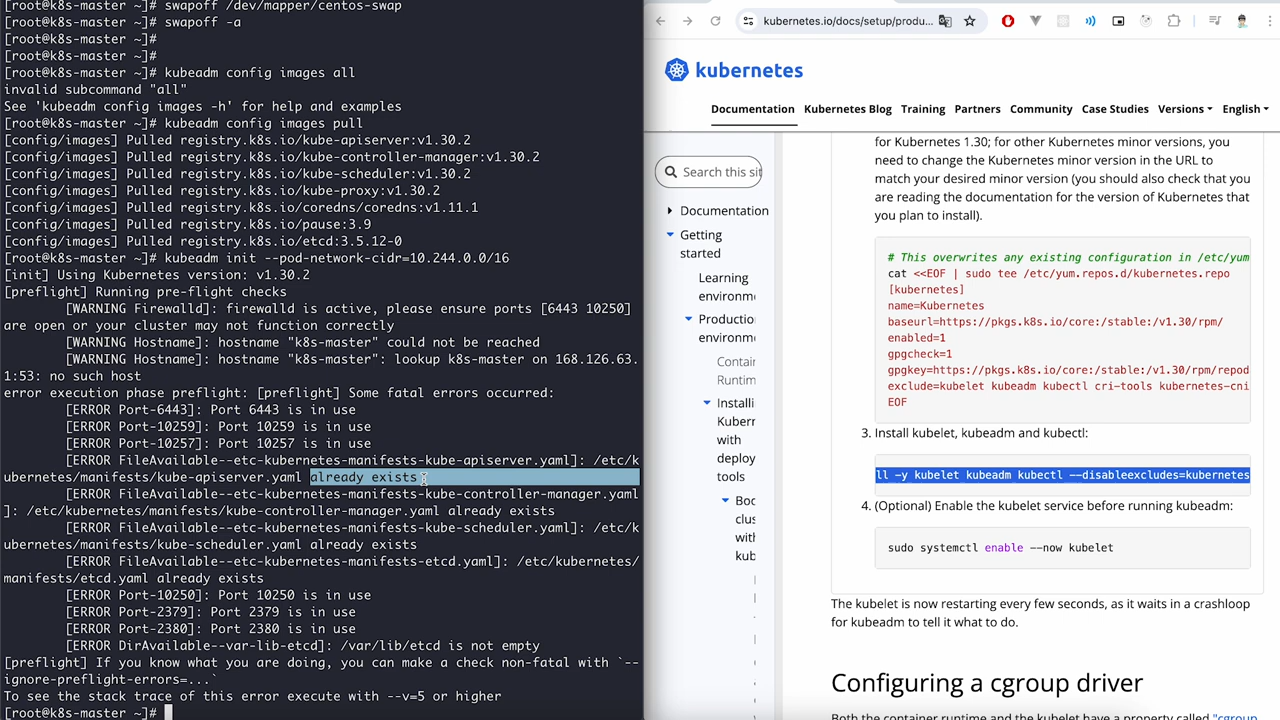 [root@k8s-master ~]# swapoff /dev/mapper/centos-swap
[root@k8s-master ~]# swapoff -a
[root@k8s-master ~]#
[root@k8s-master ~]#
[root@k8s-master ~]# kubeadm config images all
invalid subcommand "all"
See 'kubeadm config images -h' for help and examples
[root@k8s-master ~]# kubeadm config images pull
[config/images] Pulled registry.k8s.io/kube-apiserver:v1.30.2
[config/images] Pulled registry.k8s.io/kube-controller-manager:v1.30.2
[config/images] Pulled registry.k8s.io/kube-scheduler:v1.30.2
[config/images] Pulled registry.k8s.io/kube-proxy:v1.30.2
[config/images] Pulled registry.k8s.io/coredns/coredns:v1.11.1
[config/images] Pulled registry.k8s.io/pause:3.9
[config/images] Pulled registry.k8s.io/etcd:3.5.12-0
[root@k8s-master ~]# kubeadm init --pod-network-cidr=10.244.0.0/16
[init] Using Kubernetes version: v1.30.2
[preflight] Running pre-flight checks
[WARNING Firewalld]: firewalld is active, please ensure ports [6443 10250]
are open or your cluster may not function correctly
[WARNING Hostname]: hostname "k8s-master" could not be reached
[WARNING Hostname]: hostname "k8s-master": lookup k8s-master on 168.126.63.
1:53: no such host
error execution phase preflight: [preflight] Some fatal errors occurred:
[ERROR Port-6443]: Port 6443 is in use
[ERROR Port-10259]: Port 10259 is in use
[ERROR Port-10257]: Port 10257 is in use
[ERROR FileAvailable--etc-kubernetes-manifests-kube-apiserver.yaml]: /etc/k
ubernetes/manifests/kube-apiserver.yaml already exists
[ERROR FileAvailable--etc-kubernetes-manifests-kube-controller-manager.yaml
]: /etc/kubernetes/manifests/kube-controller-manager.yaml already exists
[ERROR FileAvailable--etc-kubernetes-manifests-kube-scheduler.yaml]: /etc/k
ubernetes/manifests/kube-scheduler.yaml already exists
[ERROR FileAvailable--etc-kubernetes-manifests-etcd.yaml]: /etc/kubernetes/
manifests/etcd.yaml already exists
[ERROR Port-10250]: Port 10250 is in use
[ERROR Port-2379]: Port 2379 is in use
[ERROR Port-2380]: Port 2380 is in use
[ERROR DirAvailable--var-lib-etcd]: /var/lib/etcd is not empty
[preflight] If you know what you are doing, you can make a check non-fatal with `--
ignore-preflight-errors=...`
To see the stack trace of this error execute with --v=5 or higher
[root@k8s-master ~]#
kubernetes.io/docs/setup/produ...
kubernetes
Documentation Kubernetes Blog Training Partners Community Case Studies Versions English
Search this sit
Documentation
Getting
started
Learning
environm
Production
environm
Contain
Runtim
Installi
Kubern
with
deploy
tools
Boo
clus
with
kub
for Kubernetes 1.30; for other Kubernetes minor versions, you
need to change the Kubernetes minor version in the URL to
match your desired minor version (you should also check that you
are reading the documentation for the version of Kubernetes that
you plan to install).
# This overwrites any existing configuration in /etc/yum
cat <<EOF | sudo tee /etc/yum.repos.d/kubernetes.repo
[kubernetes]
name=Kubernetes
baseurl=https://pkgs.k8s.io/core:/stable:/v1.30/rpm/
enabled=1
gpgcheck=1
gpgkey=https://pkgs.k8s.io/core:/stable:/v1.30/rpm/repod
exclude=kubelet kubeadm kubectl cri-tools kubernetes-cni
EOF
3. Install kubelet, kubeadm and kubectl:
ll -y kubelet kubeadm kubectl --disableexcludes=kubernetes
4. (Optional) Enable the kubelet service before running kubeadm:
sudo systemctl enable --now kubelet
The kubelet is now restarting every few seconds, as it waits in a crashloop
for kubeadm to tell it what to do.
Configuring a cgroup driver
Both the container runtime and the kubelet have a property called "cgroup